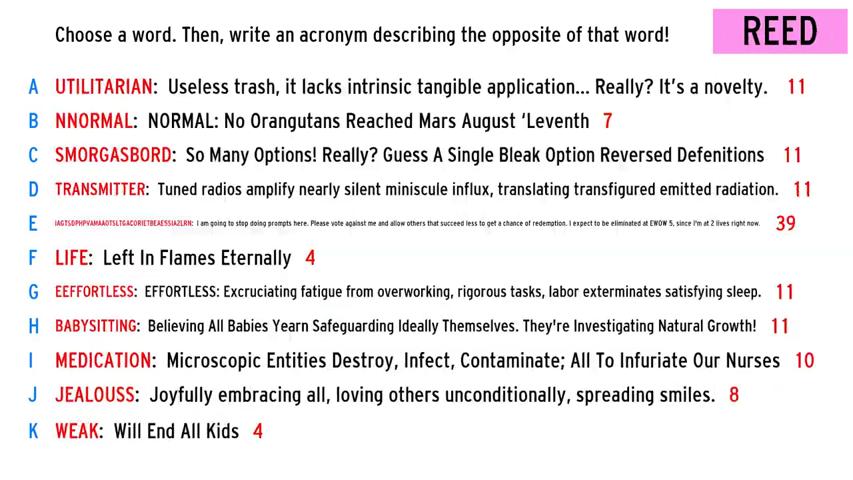 Choose a word. Then, write an acronym describing the opposite of that word!
REED
A UTILITARIAN: Useless trash, it lacks intrinsic tangible application... Really? It's a novelty. 11
B NNORMAL: NORMAL: No Orangutans Reached Mars August 'Leventh 7
C SMORGASBORD: So Many Options! Really? Guess A Single Bleak Option Reversed Defenitions 11
D TRANSMITTER: Tuned radios amplify nearly silent miniscule influx, translating transfigured emitted radiation. 11
E I am going to stop doing prompts here. Please vote against me and allow others that succeed less to get a chance of redemption. I expect to be eliminated at EWOW 5, since I'm at 2 lives right now. 39
F LIFE: Left In Flames Eternally 4
G EEFFORTLESS: EFFORTLESS: Excruciating fatigue from overworking, rigorous tasks, labor exterminates satisfying sleep. 11
H BABYSITTING: Believing All Babies Yearn Safeguarding Ideally Themselves. They're Investigating Natural Growth! 11
I MEDICATION: Microscopic Entities Destroy, Infect, Contaminate; All To Infuriate Our Nurses 10
J JEALOUSS: Joyfully embracing all, loving others unconditionally, spreading smiles. 8
K WEAK: Will End All Kids 4